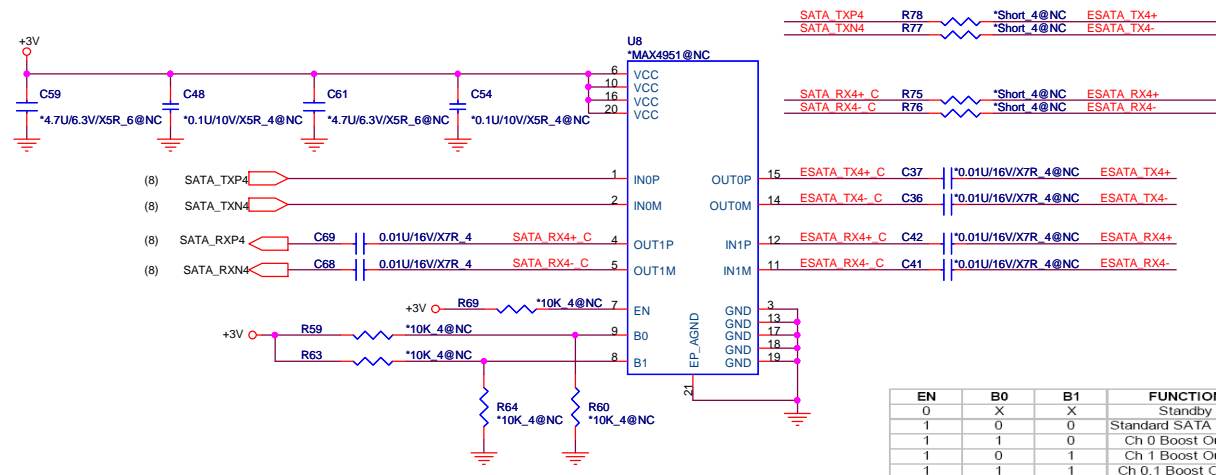 SATA_TXP4 R78 *Short_4@NC ESATA_TX4+
SATA_TXN4 R77 *Short_4@NC ESATA_TX4-
+3V
U8
*MAX4951@NC
C59 C48 C61 C54
*4.7U/6.3V/X5R_6@NC *0.1U/10V/X5R_4@NC *4.7U/6.3V/X5R_6@NC *0.1U/10V/X5R_4@NC
6 VCC
10 VCC
16 VCC
20 VCC
SATA_RX4+_C R75 *Short_4@NC ESATA_RX4+
SATA_RX4-_C R76 *Short_4@NC ESATA_RX4-
(8) SATA_TXP4 1 IN0P OUT0P 15 ESATA_TX4+_C C37 *0.01U/16V/X7R_4@NC ESATA_TX4+
(8) SATA_TXN4 2 IN0M OUT0M 14 ESATA_TX4-_C C36 *0.01U/16V/X7R_4@NC ESATA_TX4-
(8) SATA_RXP4 C69 0.01U/16V/X7R_4 SATA_RX4+_C 4 OUT1P IN1P 12 ESATA_RX4+_C C42 *0.01U/16V/X7R_4@NC ESATA_RX4+
(8) SATA_RXN4 C68 0.01U/16V/X7R_4 SATA_RX4-_C 5 OUT1M IN1M 11 ESATA_RX4-_C C41 *0.01U/16V/X7R_4@NC ESATA_RX4-
+3V R69 *10K_4@NC 7 EN GND 3
GND 13
+3V R59 *10K_4@NC 9 B0 GND 17
GND 18
R63 *10K_4@NC 8 B1 GND 19
EP_AGND
21
R64 R60
*10K_4@NC *10K_4@NC
EN B0 B1 FUNCTION
0 X X Standby
1 0 0 Standard SATA
1 1 0 Ch 0 Boost Ou
1 0 1 Ch 1 Boost Ou
1 1 1 Ch 0,1 Boost O